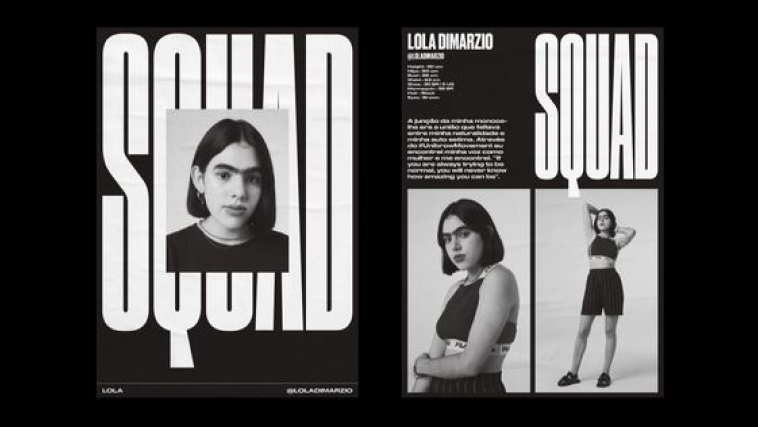 SQUAD
LOLA
@LOLADIMARZIO
LOLA DIMARZIO
@LOLADIMARZIO
SQUAD
A junção da minha monoce-
lha era a união que faltava
entre minha naturalidade e
minha auto estima. Através
do #UnibrowMovement eu
encontrei minha voz como
mulher e me encontrei. "If
you are always trying to be
normal, you will never know
how amazing you can be".